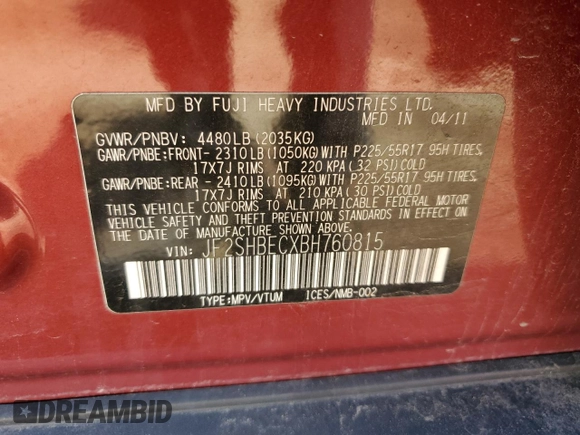 MFD BY FUJI HEAVY INDUSTRIES LTD.
MFD IN 04/11
GVWR/PNBV: 4480LB(2035KG)
GAWR/PNBE:FRONT- 2310LB(1050KG)WITH P225/55R17 95H TIRES,
17X7J RIMS AT 220 KPA(32 PSI)COLD
GAWR/PNBE:REAR - 2410LB(1095KG)WITH P225/55R17 95H TIRES,
17X7J RIMS AT 210 KPA(30 PSI)COLD
THIS VEHICLE CONFORMS TO ALL APPLICABLE FEDERAL MOTOR
VEHICLE SAFETY AND THEFT PREVENTION STANDARDS IN EFFECT ON
THE DATE OF MANUFACTURE SHOWN ABOVE.
VIN: JF2SHBECXBH760815
TYPE:MPV/VTUM ICES/NMB-002
DREAMBID